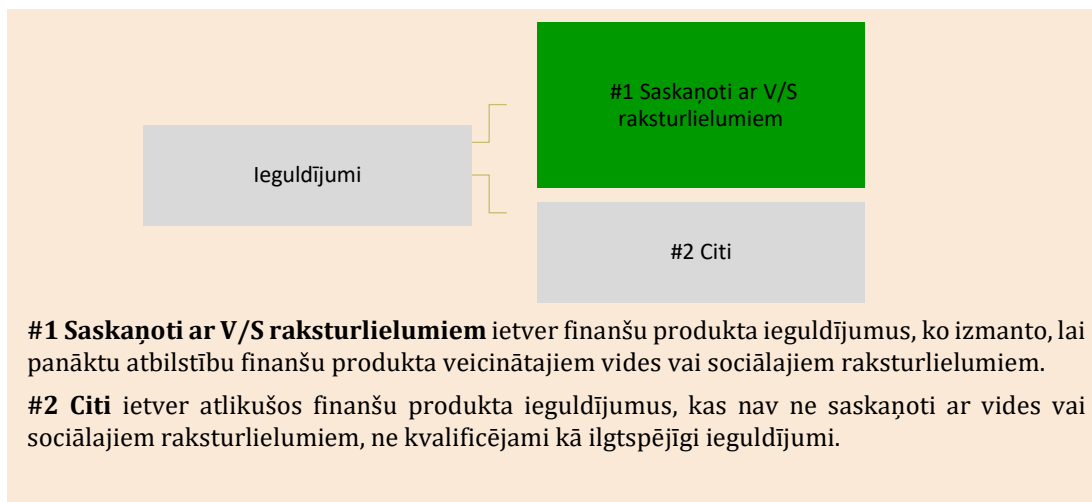 #1 Saskaņoti ar V/S
raksturlielumiem
Ieguldījumi
#2 Citi
#1 Saskaņoti ar V/S raksturlielumiem ietver finanšu produkta ieguldījumus, ko izmanto, lai
panāktu atbilstību finanšu produkta veicinātajiem vides vai sociālajiem raksturlielumiem.
#2 Citi ietver atlikušos finanšu produkta ieguldījumus, kas nav ne saskaņoti ar vides vai
sociālajiem raksturlielumiem, ne kvalificējami kā ilgtspējīgi ieguldījumi.